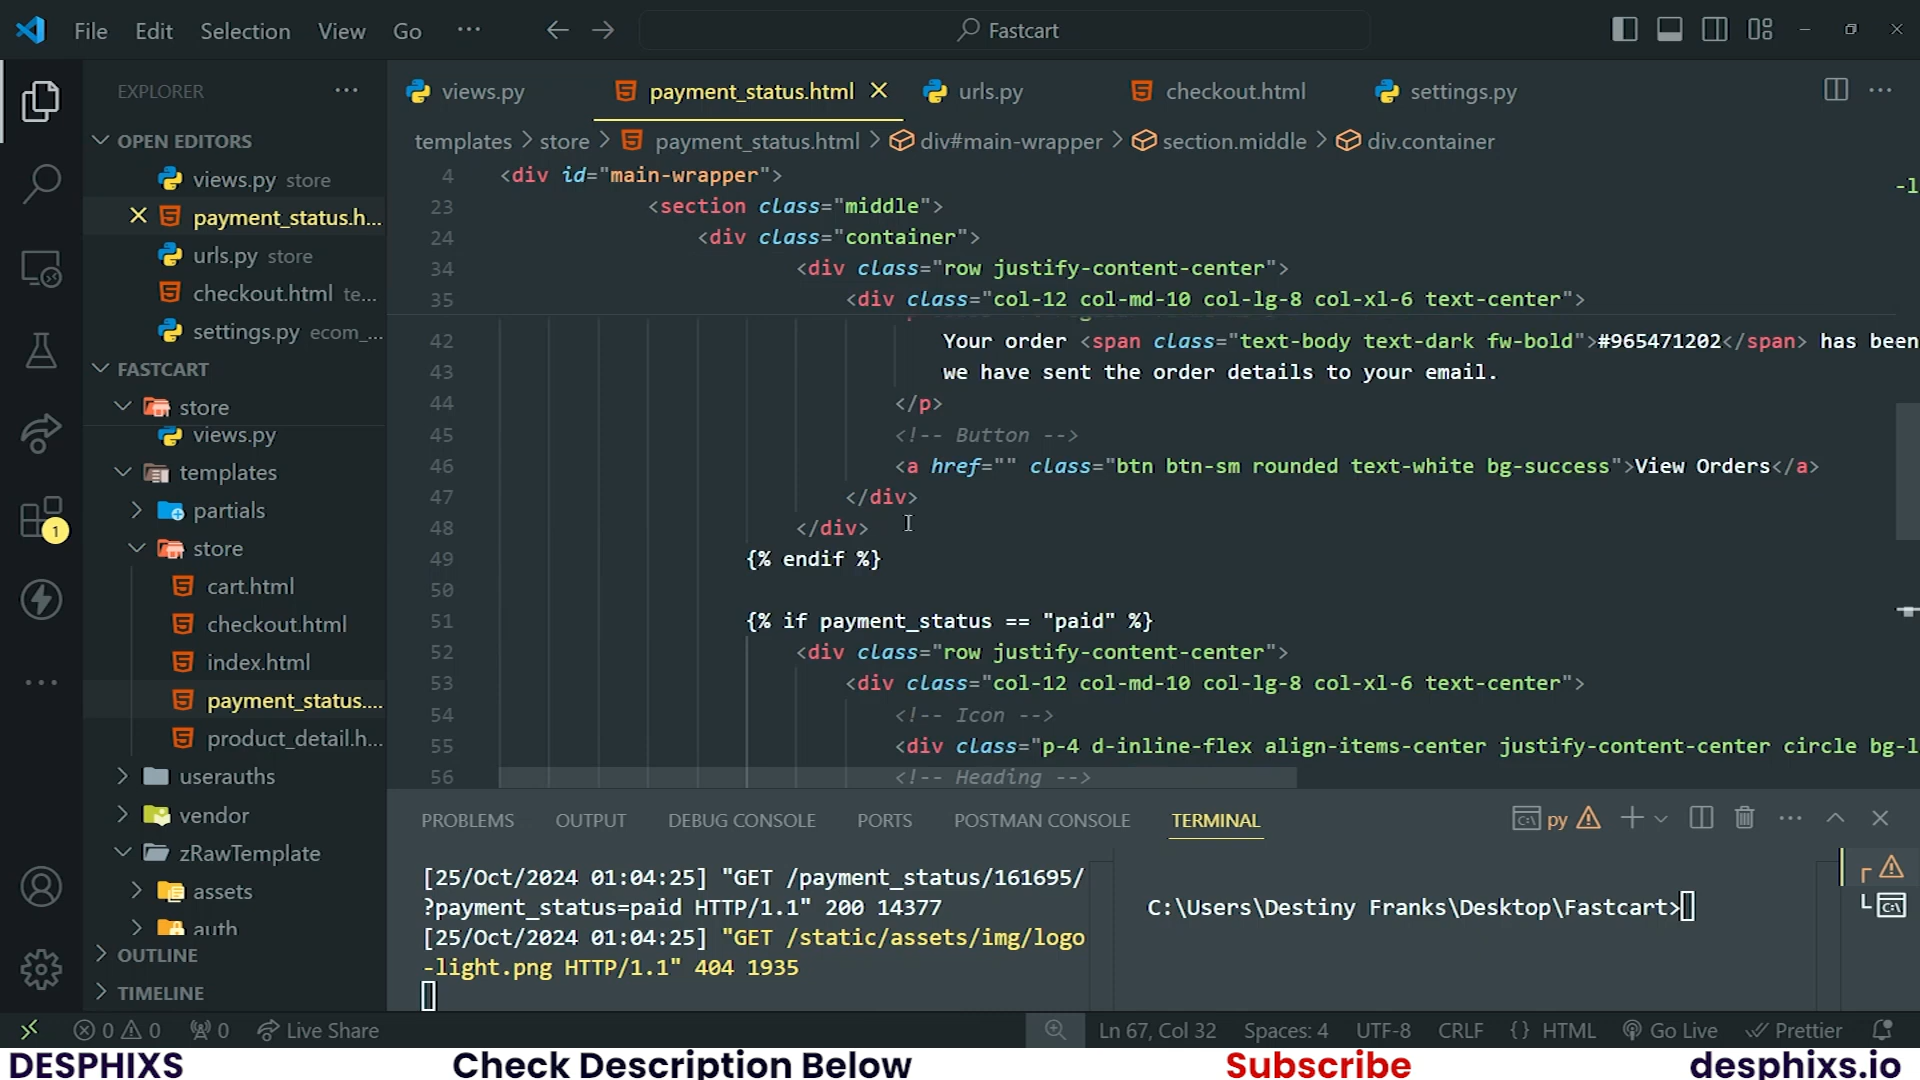 File Edit Selection View Go ··· Fastcart
EXPLORER ···
views.py payment_status.html urls.py checkout.html settings.py ···
OPEN EDITORS
views.py store
payment_status.h...
urls.py store
checkout.html te...
settings.py ecom_...
FASTCART
store
views.py
templates
partials
store
cart.html
checkout.html
index.html
payment_status....
product_detail.h...
userauths
vendor
zRawTemplate
assets
auth
OUTLINE
TIMELINE
1
templates > store > payment_status.html > div#main-wrapper > section.middle > div.container
4 <div id="main-wrapper">
23 <section class="middle">
24 <div class="container">
34 <div class="row justify-content-center">
35 <div class="col-12 col-md-10 col-lg-8 col-xl-6 text-center">
42 Your order <span class="text-body text-dark fw-bold">#965471202</span> has been
43 we have sent the order details to your email.
44 </p>
45 <!-- Button -->
46 <a href="" class="btn btn-sm rounded text-white bg-success">View Orders</a>
47 </div>
48 </div>
49 {% endif %}
50
51 {% if payment_status == "paid" %}
52 <div class="row justify-content-center">
53 <div class="col-12 col-md-10 col-lg-8 col-xl-6 text-center">
54 <!-- Icon -->
55 <div class="p-4 d-inline-flex align-items-center justify-content-center circle bg-l
56 <!-- Heading -->
-l
PROBLEMS OUTPUT DEBUG CONSOLE PORTS POSTMAN CONSOLE TERMINAL py ···
[25/Oct/2024 01:04:25] "GET /payment_status/161695/
?payment_status=paid HTTP/1.1" 200 14377
[25/Oct/2024 01:04:25] "GET /static/assets/img/logo
-light.png HTTP/1.1" 404 1935
C:\Users\Destiny Franks\Desktop\Fastcart>
0 0 0 Live Share Ln 67, Col 32 Spaces: 4 UTF-8 CRLF {} HTML Go Live Prettier
DESPHIXS Check Description Below Subscribe desphixs.io